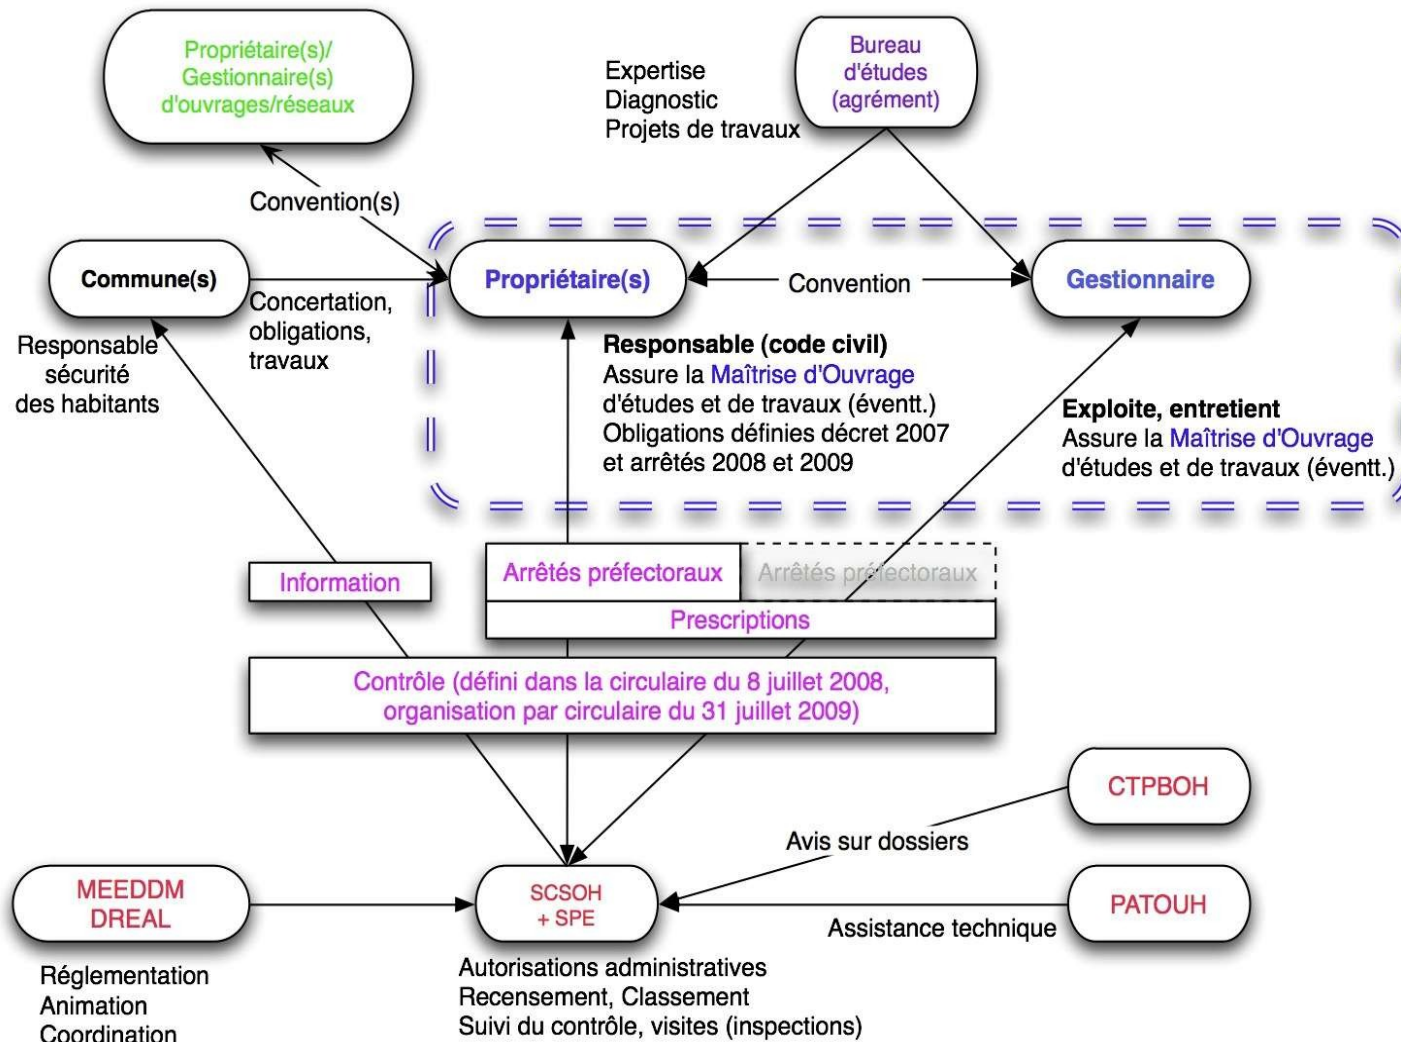 Propriétaire(s)/
Gestionnaire(s)
d'ouvrages/réseaux
Bureau
d'études
(agrément)
Expertise
Diagnostic
Projets de travaux
Convention(s)
Commune(s)
Propriétaire(s)
Convention
Gestionnaire
Concertation,
obligations,
travaux
Responsable
sécurité
des habitants
Responsable (code civil)
Assure la Maîtrise d'Ouvrage
d'études et de travaux (éventt.)
Obligations définies décret 2007
et arrêtés 2008 et 2009
Exploite, entretient
Assure la Maîtrise d'Ouvrage
d'études et de travaux (éventt.)
Information
Arrêtés préfectoraux
Arrêtés préfectoraux
Prescriptions
Contrôle (défini dans la circulaire du 8 juillet 2008,
organisation par circulaire du 31 juillet 2009)
CTPBOH
Avis sur dossiers
MEEDDM
DREAL
SCSOH
+ SPE
PATOUH
Assistance technique
Réglementation
Animation
Coordination
Autorisations administratives
Recensement, Classement
Suivi du contrôle, visites (inspections)